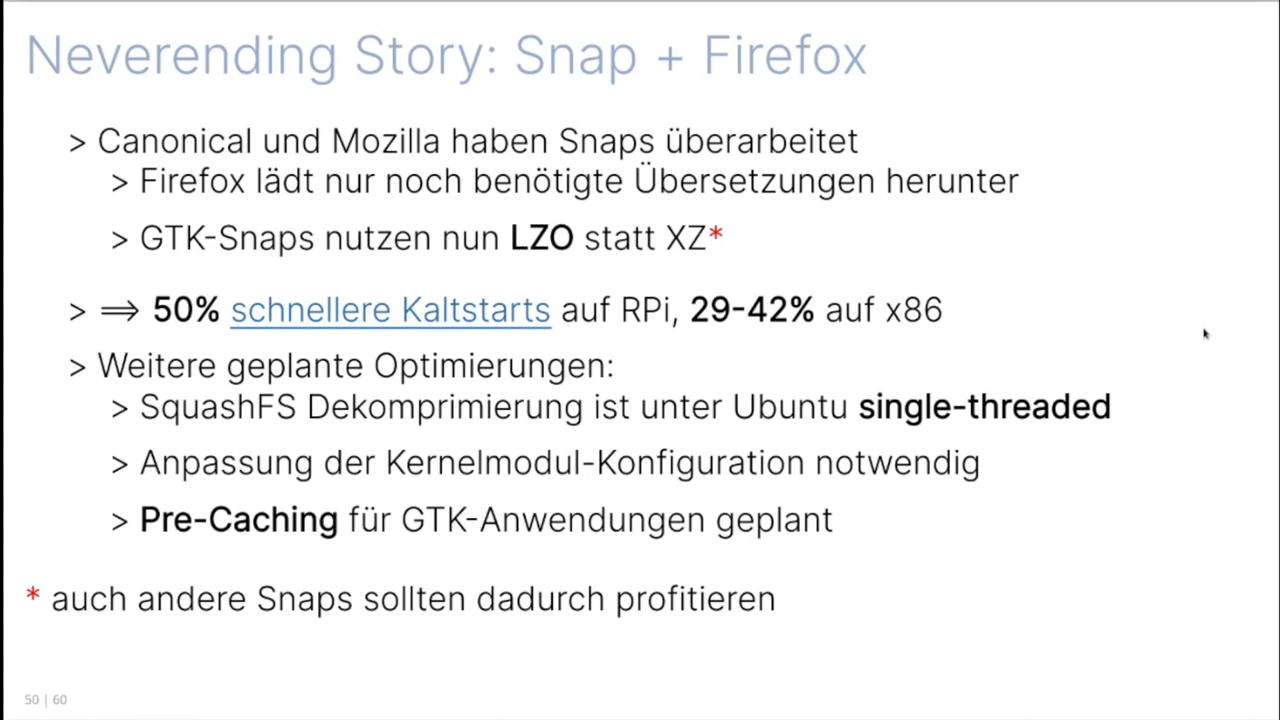 Neverending Story: Snap + Firefox
> Canonical und Mozilla haben Snaps überarbeitet
> Firefox lädt nur noch benötigte Übersetzungen herunter
> GTK-Snaps nutzen nun LZO statt XZ*
> ⟹ 50% schnellere Kaltstarts auf RPi, 29-42% auf x86
> Weitere geplante Optimierungen:
> SquashFS Dekomprimierung ist unter Ubuntu single-threaded
> Anpassung der Kernelmodul-Konfiguration notwendig
> Pre-Caching für GTK-Anwendungen geplant
* auch andere Snaps sollten dadurch profitieren
50 | 60